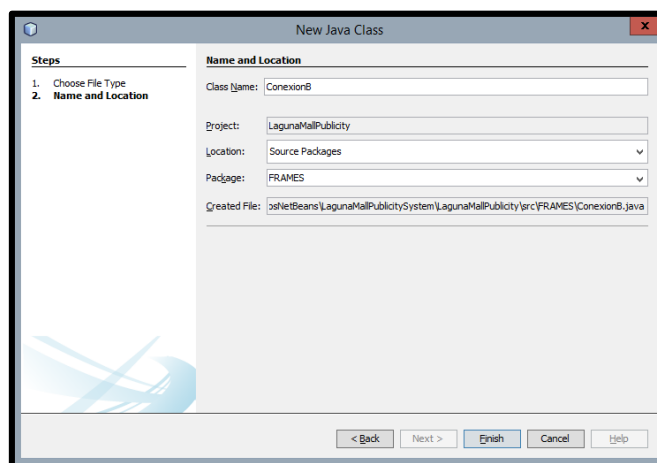 New Java Class
x
Steps
1. Choose File Type
2. Name and Location
Name and Location
Class Name: ConexionB
Project: LagunaMallPublicity
Location: Source Packages
Package: FRAMES
Created File: osNetBeans\LagunaMallPublicitySystem\LagunaMallPublicity\src\FRAMES\ConexionB.java
< Back Next > Finish Cancel Help